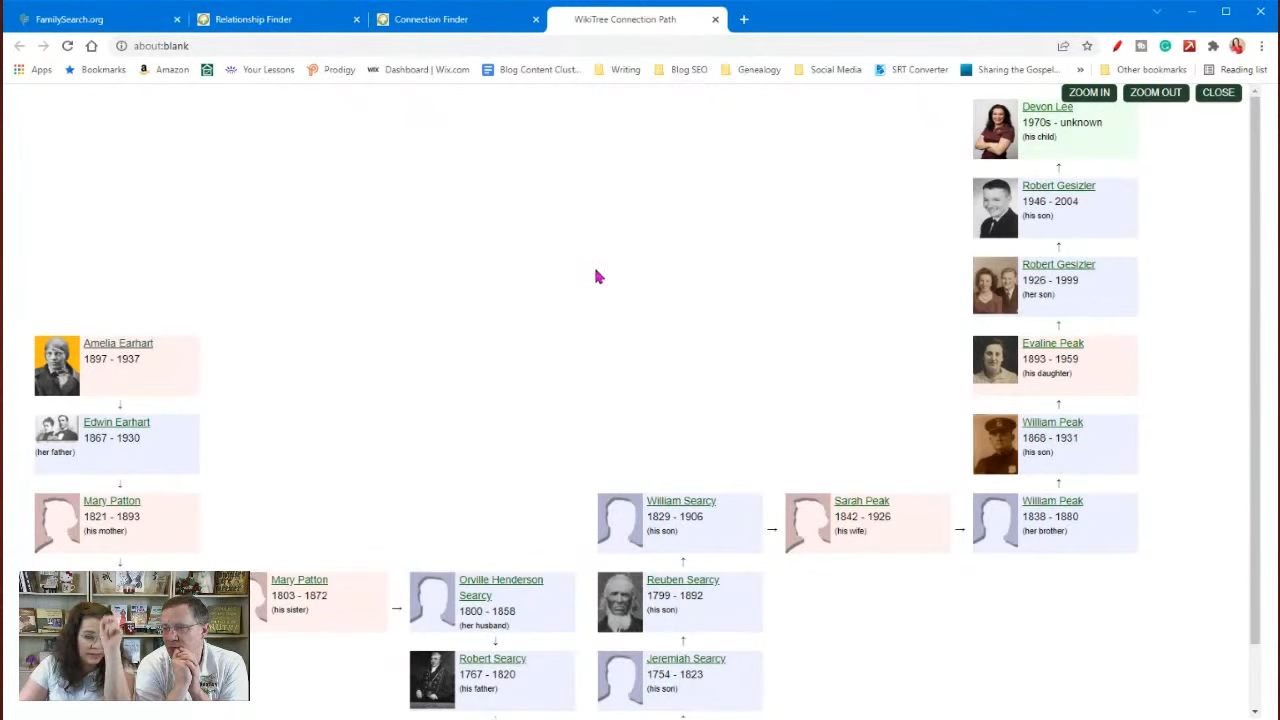 FamilySearch.org
Relationship Finder
Connection Finder
WikiTree Connection Path
about:blank
Apps Bookmarks Amazon Your Lessons Prodigy WIX Dashboard | Wix.com Blog Content Clust... Writing Blog SEO Genealogy Social Media SRT Converter Sharing the Gospel... » Other bookmarks Reading list
ZOOM IN ZOOM OUT CLOSE
Devon Lee
1970s - unknown
(his child)
Robert Gesizler
1946 - 2004
(his son)
Robert Gesizler
1926 - 1999
(her son)
Amelia Earhart
1897 - 1937
Evaline Peak
1893 - 1959
(his daughter)
Edwin Earhart
1867 - 1930
(her father)
William Peak
1868 - 1931
(his son)
Mary Patton
1821 - 1893
(his mother)
William Searcy
1829 - 1906
(his son)
Sarah Peak
1842 - 1926
(his wife)
William Peak
1838 - 1880
(her brother)
Mary Patton
1803 - 1872
(his sister)
Orville Henderson
Searcy
1800 - 1858
(her husband)
Reuben Searcy
1799 - 1892
(his son)
Robert Searcy
1767 - 1820
(his father)
Jeremiah Searcy
1754 - 1823
(his son)